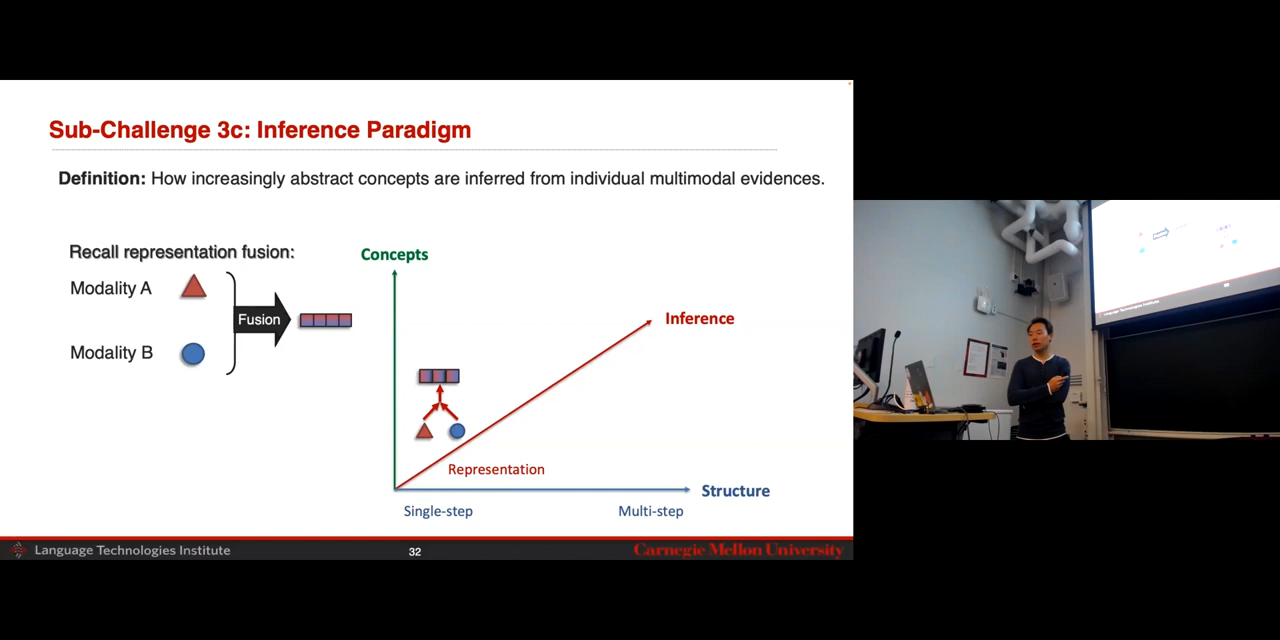 Sub-Challenge 3c: Inference Paradigm
Definition: How increasingly abstract concepts are inferred from individual multimodal evidences.
Recall representation fusion:
Modality A
Fusion
Modality B
Concepts
Inference
Representation
Structure
Single-step
Multi-step
Language Technologies Institute
32
Carnegie Mellon University